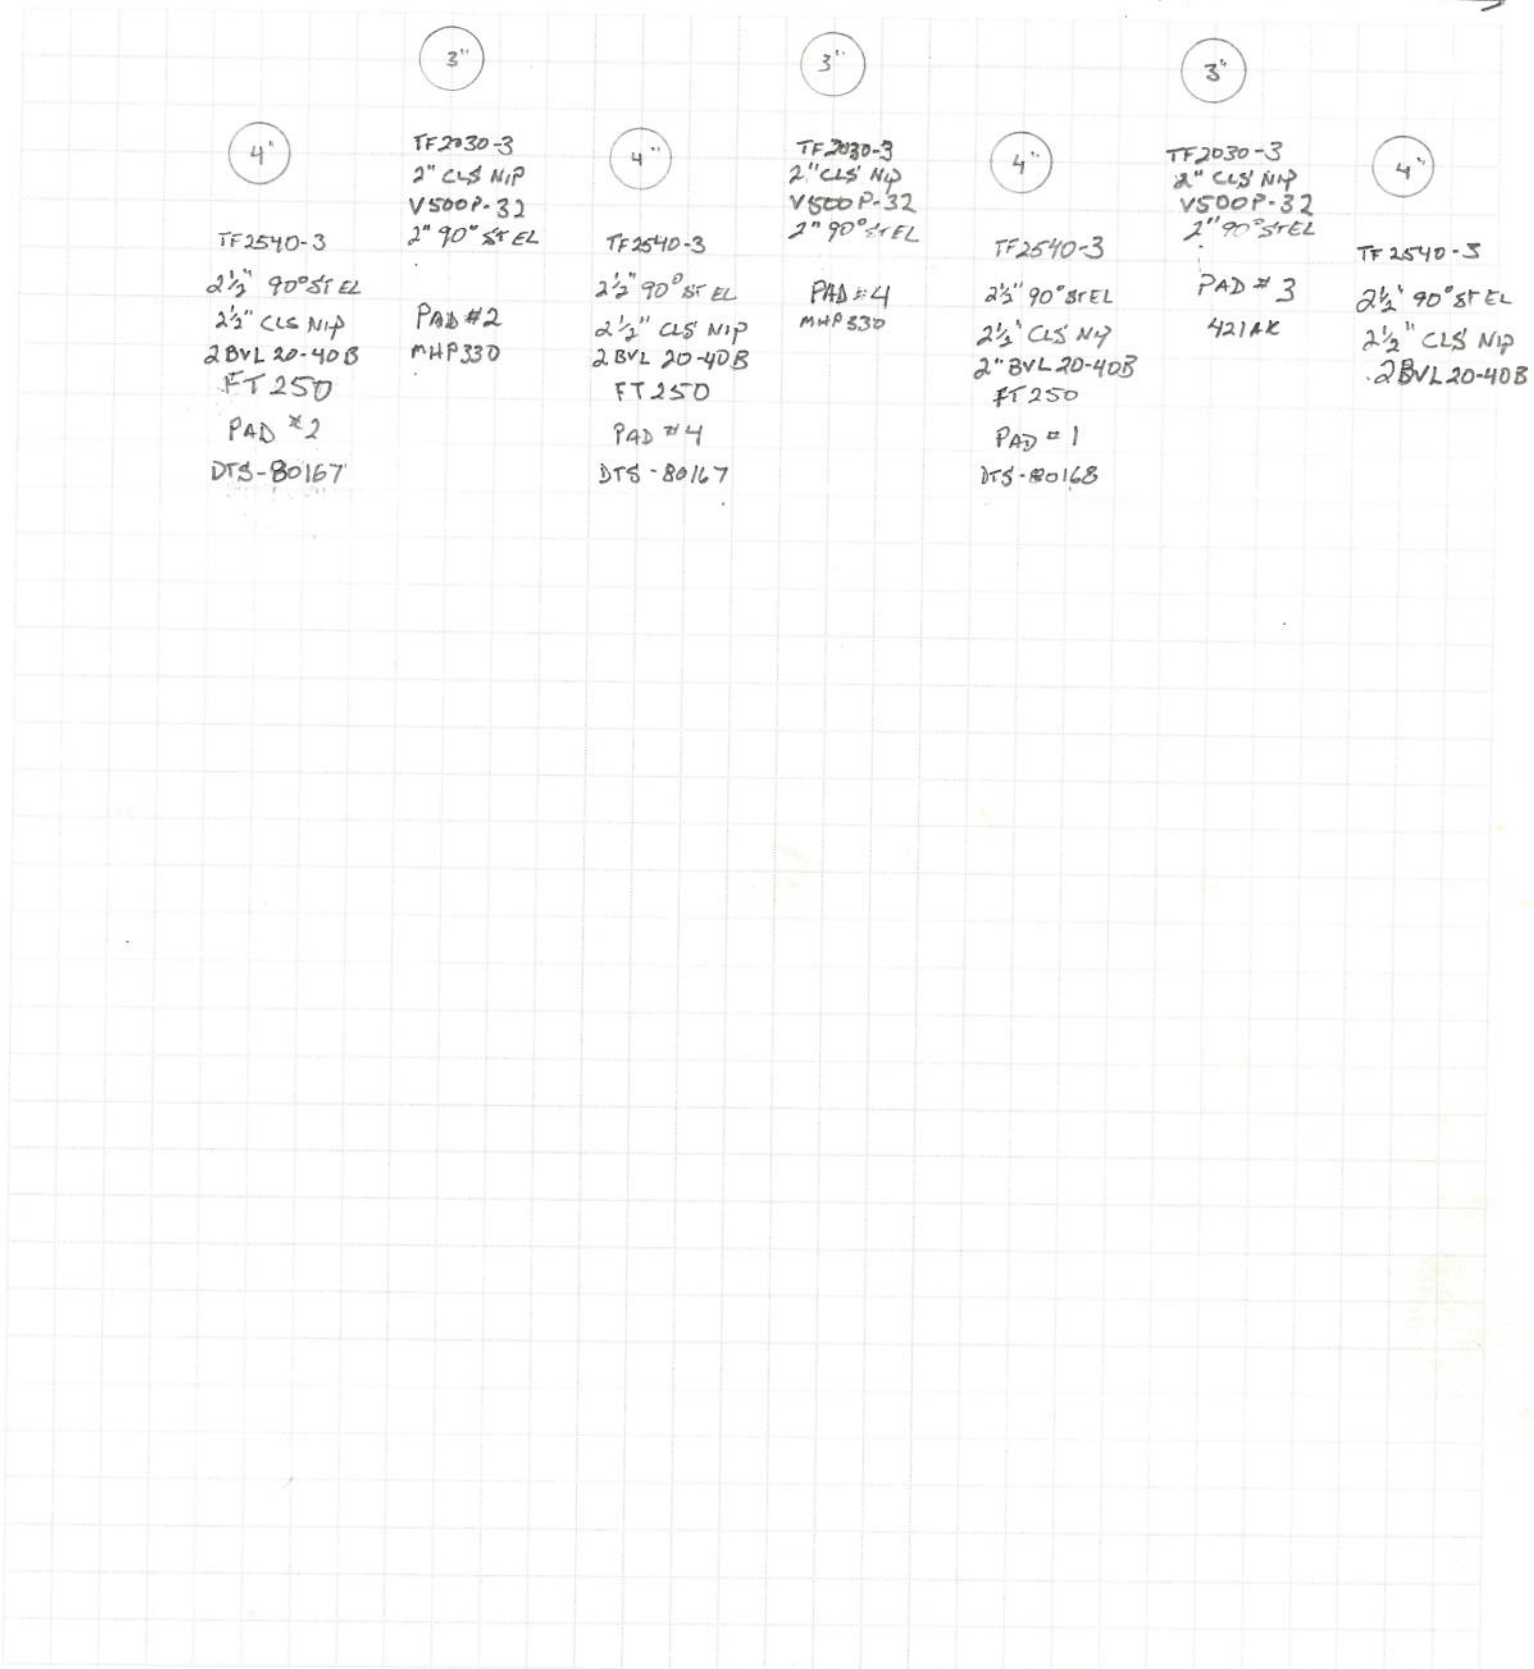 3"
TF2030-3
2" CLS NIP
V500P-32
2" 90° ST EL
PAD #2
MHP330
3"
TF2030-3
2" CLS NIP
V500P-32
2" 90° ST EL
PAD #4
MHP330
3"
TF2030-3
2" CLS NIP
V500P-32
2" 90° ST EL
PAD #3
421AK
4"
TF2540-3
2½" 90° ST EL
2½" CLS NIP
2BVL 20-40B
FT250
PAD #2
DTS-80167
4"
TF2540-3
2½" 90° ST EL
2½" CLS NIP
2BVL 20-40B
FT250
PAD #4
DTS-80167
4"
TF2540-3
2½" 90° ST EL
2½" CLS NIP
2" BVL 20-40B
FT250
PAD #1
DTS-80168
4"
TF2540-3
2½" 90° ST EL
2½" CLS NIP
2BVL 20-40B